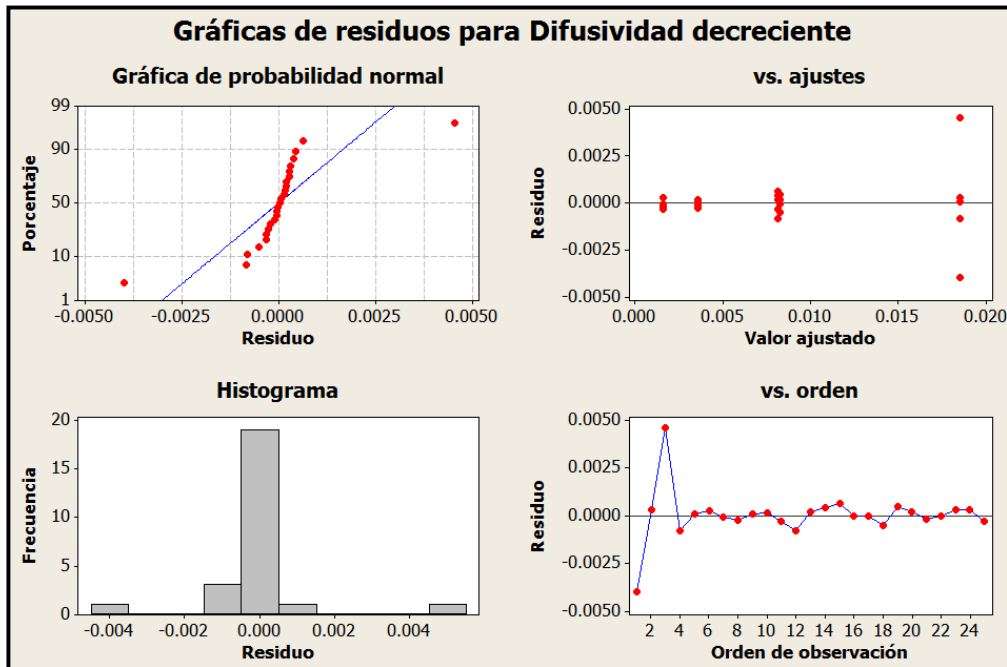 Gráficas de residuos para Difusividad decreciente
Gráfica de probabilidad normal
99
90
50
10
1
Porcentaje
-0.0050 -0.0025 0.0000 0.0025 0.0050
Residuo
vs. ajustes
0.0050
0.0025
0.0000
-0.0025
-0.0050
Residuo
0.000 0.005 0.010 0.015 0.020
Valor ajustado
Histograma
20
15
10
5
0
Frecuencia
-0.004 -0.002 0.000 0.002 0.004
Residuo
vs. orden
0.0050
0.0025
0.0000
-0.0025
-0.0050
Residuo
2 4 6 8 10 12 14 16 18 20 22 24
Orden de observación